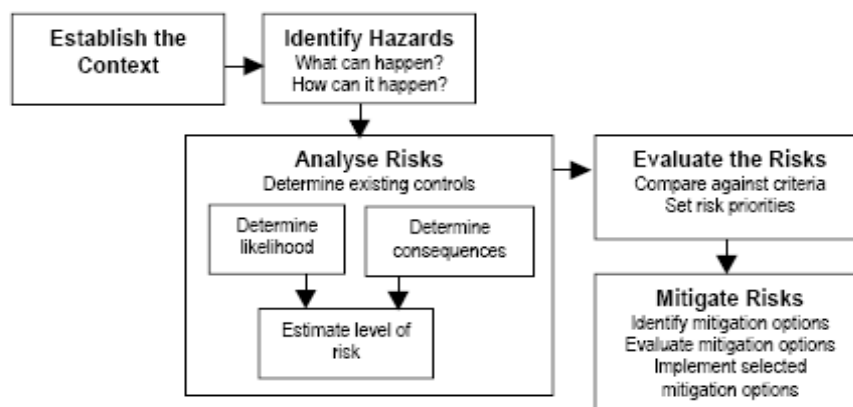 Establish the
Context
Identify Hazards
What can happen?
How can it happen?
Analyse Risks
Determine existing controls
Determine
likelihood
Determine
consequences
Estimate level of
risk
Evaluate the Risks
Compare against criteria
Set risk priorities
Mitigate Risks
Identify mitigation options
Evaluate mitigation options
Implement selected
mitigation options